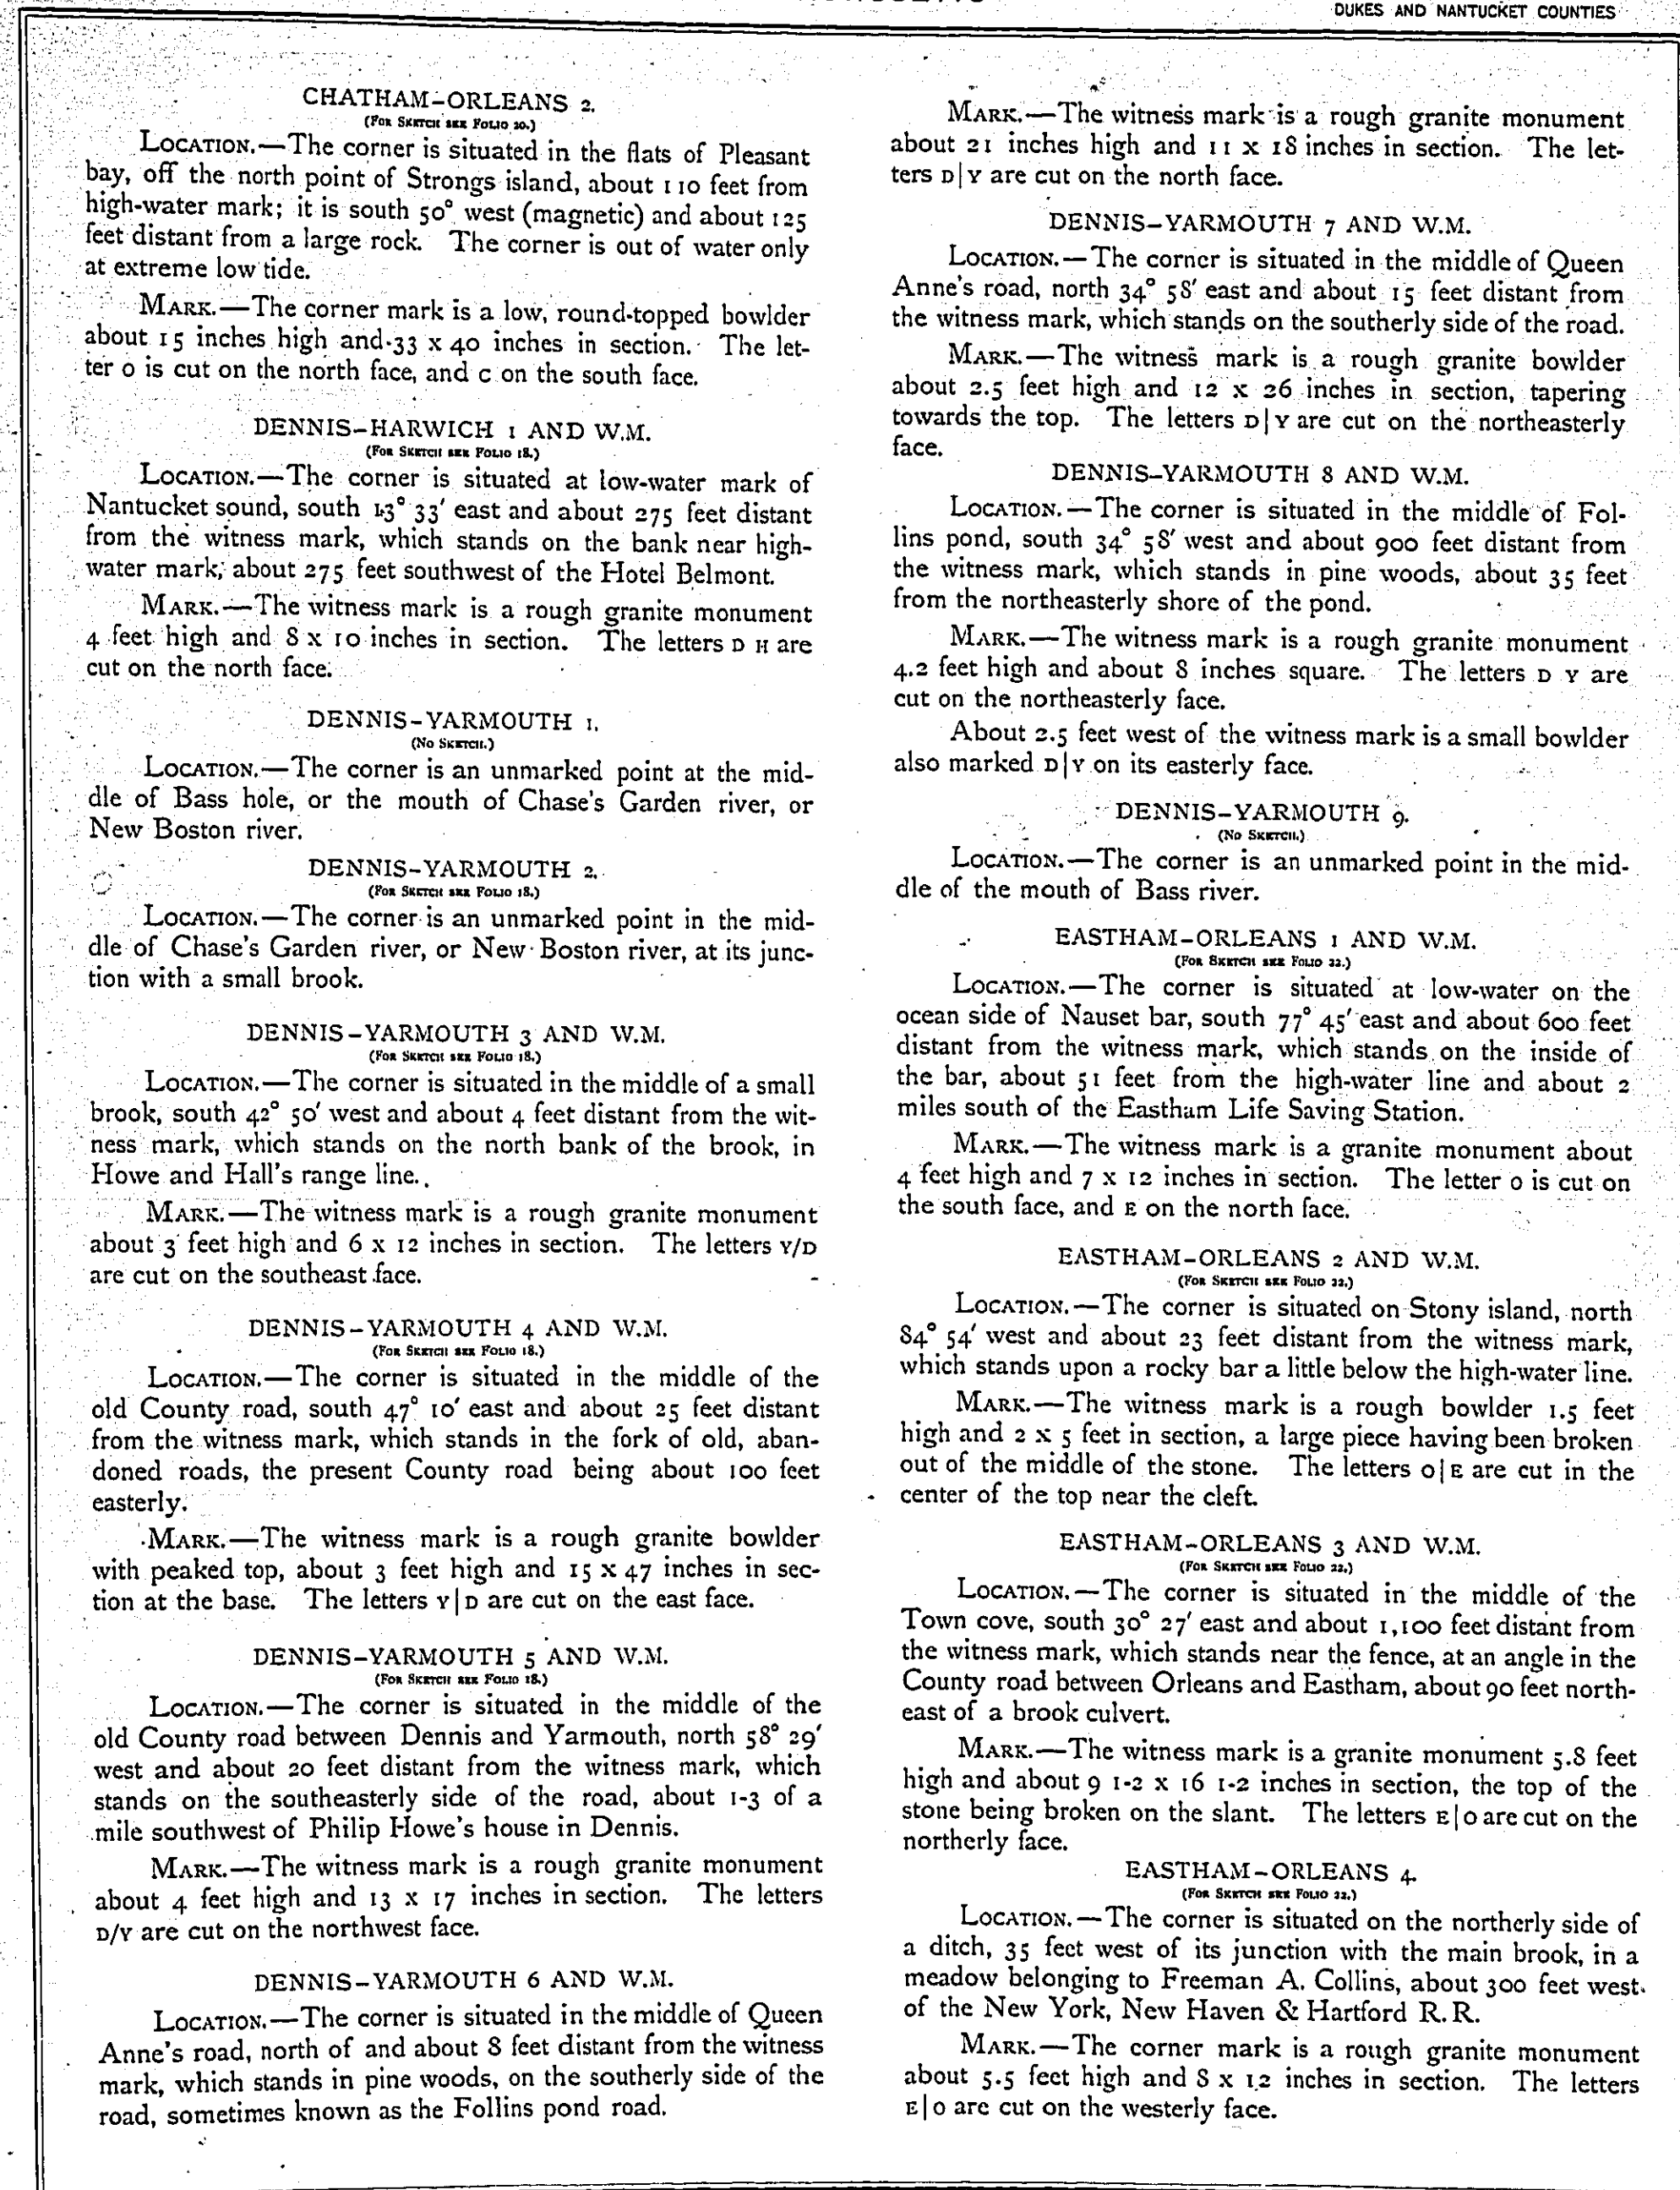 DUKES AND NANTUCKET COUNTIES
CHATHAM–ORLEANS 2.
(For Sketch see Folio 20.)
Location.—The corner is situated in the flats of Pleasant
bay, off the north point of Strongs island, about 110 feet from
high-water mark; it is south 50° west (magnetic) and about 125
feet distant from a large rock. The corner is out of water only
at extreme low tide.
Mark.—The corner mark is a low, round-topped bowlder
about 15 inches high and 33 x 40 inches in section. The let-
ter O is cut on the north face, and C on the south face.
DENNIS–HARWICH 1 AND W.M.
(For Sketch see Folio 18.)
Location.—The corner is situated at low-water mark of
Nantucket sound, south 13° 33′ east and about 275 feet distant
from the witness mark, which stands on the bank near high-
water mark, about 275 feet southwest of the Hotel Belmont.
Mark.—The witness mark is a rough granite monument
4 feet high and 8 x 10 inches in section. The letters D H are
cut on the north face.
DENNIS–YARMOUTH 1.
(No Sketch.)
Location.—The corner is an unmarked point at the mid-
dle of Bass hole, or the mouth of Chase's Garden river, or
New Boston river.
DENNIS–YARMOUTH 2.
(For Sketch see Folio 18.)
Location.—The corner is an unmarked point in the mid-
dle of Chase's Garden river, or New Boston river, at its junc-
tion with a small brook.
DENNIS–YARMOUTH 3 AND W.M.
(For Sketch see Folio 18.)
Location.—The corner is situated in the middle of a small
brook, south 42° 50′ west and about 4 feet distant from the wit-
ness mark, which stands on the north bank of the brook, in
Howe and Hall's range line.
Mark.—The witness mark is a rough granite monument
about 3 feet high and 6 x 12 inches in section. The letters Y/D
are cut on the southeast face.
DENNIS–YARMOUTH 4 AND W.M.
(For Sketch see Folio 18.)
Location.—The corner is situated in the middle of the
old County road, south 47° 10′ east and about 25 feet distant
from the witness mark, which stands in the fork of old, aban-
doned roads, the present County road being about 100 feet
easterly.
Mark.—The witness mark is a rough granite bowlder
with peaked top, about 3 feet high and 15 x 47 inches in sec-
tion at the base. The letters Y|D are cut on the east face.
DENNIS–YARMOUTH 5 AND W.M.
(For Sketch see Folio 18.)
Location.—The corner is situated in the middle of the
old County road between Dennis and Yarmouth, north 58° 29′
west and about 20 feet distant from the witness mark, which
stands on the southeasterly side of the road, about 1-3 of a
mile southwest of Philip Howe's house in Dennis.
Mark.—The witness mark is a rough granite monument
about 4 feet high and 13 x 17 inches in section. The letters
D/Y are cut on the northwest face.
DENNIS–YARMOUTH 6 AND W.M.
Location.—The corner is situated in the middle of Queen
Anne's road, north of and about 8 feet distant from the witness
mark, which stands in pine woods, on the southerly side of the
road, sometimes known as the Follins pond road.
Mark.—The witness mark is a rough granite monument
about 21 inches high and 11 x 18 inches in section. The let-
ters D|Y are cut on the north face.
DENNIS–YARMOUTH 7 AND W.M.
Location.—The corner is situated in the middle of Queen
Anne's road, north 34° 58′ east and about 15 feet distant from
the witness mark, which stands on the southerly side of the road.
Mark.—The witness mark is a rough granite bowlder
about 2.5 feet high and 12 x 26 inches in section, tapering
towards the top. The letters D|Y are cut on the northeasterly
face.
DENNIS–YARMOUTH 8 AND W.M.
Location.—The corner is situated in the middle of Fol-
lins pond, south 34° 58′ west and about 900 feet distant from
the witness mark, which stands in pine woods, about 35 feet
from the northeasterly shore of the pond.
Mark.—The witness mark is a rough granite monument
4.2 feet high and about 8 inches square. The letters D Y are
cut on the northeasterly face.
About 2.5 feet west of the witness mark is a small bowlder
also marked D|Y on its easterly face.
DENNIS–YARMOUTH 9.
(No Sketch.)
Location.—The corner is an unmarked point in the mid-
dle of the mouth of Bass river.
EASTHAM–ORLEANS 1 AND W.M.
(For Sketch see Folio 22.)
Location.—The corner is situated at low-water on the
ocean side of Nauset bar, south 77° 45′ east and about 600 feet
distant from the witness mark, which stands on the inside of
the bar, about 51 feet from the high-water line and about 2
miles south of the Eastham Life Saving Station.
Mark.—The witness mark is a granite monument about
4 feet high and 7 x 12 inches in section. The letter O is cut on
the south face, and E on the north face.
EASTHAM–ORLEANS 2 AND W.M.
(For Sketch see Folio 22.)
Location.—The corner is situated on Stony island, north
84° 54′ west and about 23 feet distant from the witness mark,
which stands upon a rocky bar a little below the high-water line.
Mark.—The witness mark is a rough bowlder 1.5 feet
high and 2 x 5 feet in section, a large piece having been broken
out of the middle of the stone. The letters O|E are cut in the
center of the top near the cleft.
EASTHAM–ORLEANS 3 AND W.M.
(For Sketch see Folio 22.)
Location.—The corner is situated in the middle of the
Town cove, south 30° 27′ east and about 1,100 feet distant from
the witness mark, which stands near the fence, at an angle in the
County road between Orleans and Eastham, about 90 feet north-
east of a brook culvert.
Mark.—The witness mark is a granite monument 5.8 feet
high and about 9 1-2 x 16 1-2 inches in section, the top of the
stone being broken on the slant. The letters E|O are cut on the
northerly face.
EASTHAM–ORLEANS 4.
(For Sketch see Folio 22.)
Location.—The corner is situated on the northerly side of
a ditch, 35 feet west of its junction with the main brook, in a
meadow belonging to Freeman A. Collins, about 300 feet west
of the New York, New Haven & Hartford R.R.
Mark.—The corner mark is a rough granite monument
about 5.5 feet high and 8 x 12 inches in section. The letters
E|O are cut on the westerly face.